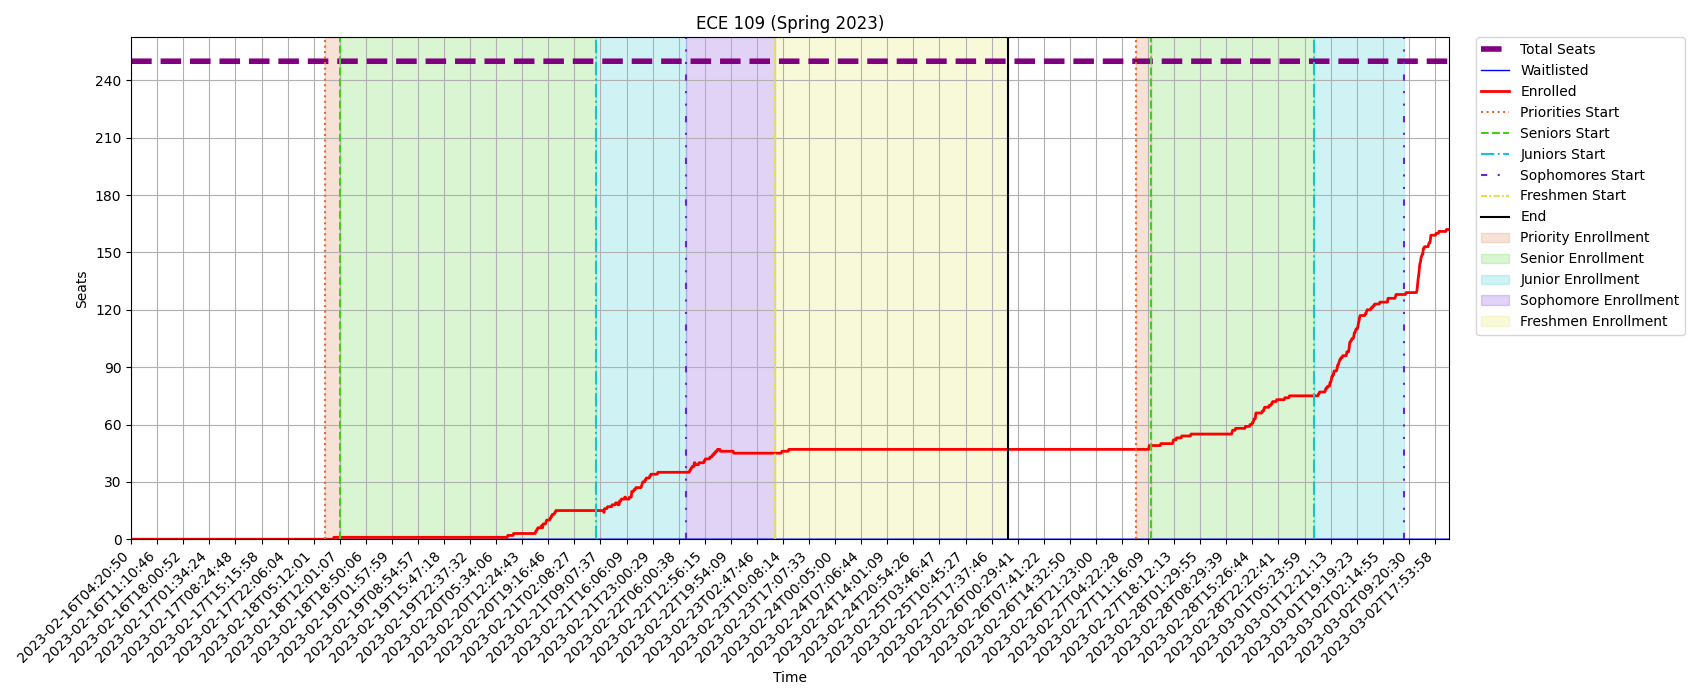 ECE 109 (Spring 2023)
Seats
240
210
180
150
120
90
60
30
0
2023-02-16T04:20:50
2023-02-16T11:10:46
2023-02-16T18:00:52
2023-02-17T01:34:24
2023-02-17T08:24:48
2023-02-17T15:15:58
2023-02-17T22:06:04
2023-02-18T05:12:01
2023-02-18T12:01:07
2023-02-18T18:50:06
2023-02-19T01:57:59
2023-02-19T08:54:57
2023-02-19T15:47:18
2023-02-19T22:37:32
2023-02-20T05:34:06
2023-02-20T12:24:43
2023-02-20T19:16:46
2023-02-21T02:08:27
2023-02-21T09:07:37
2023-02-21T16:06:09
2023-02-21T23:00:29
2023-02-22T06:00:38
2023-02-22T12:56:15
2023-02-22T19:54:09
2023-02-23T02:47:46
2023-02-23T10:08:14
2023-02-23T17:07:33
2023-02-24T00:05:00
2023-02-24T07:06:44
2023-02-24T14:01:09
2023-02-24T20:54:26
2023-02-25T03:46:47
2023-02-25T10:45:27
2023-02-25T17:37:46
2023-02-26T00:29:41
2023-02-26T07:41:22
2023-02-26T14:32:50
2023-02-26T21:23:00
2023-02-27T04:22:28
2023-02-27T11:16:09
2023-02-27T18:12:13
2023-02-28T01:29:55
2023-02-28T08:29:39
2023-02-28T15:26:44
2023-02-28T22:22:41
2023-03-01T05:23:59
2023-03-01T12:21:13
2023-03-01T19:19:23
2023-03-02T02:14:55
2023-03-02T09:20:30
2023-03-02T17:53:58
Time
Total Seats
Waitlisted
Enrolled
Priorities Start
Seniors Start
Juniors Start
Sophomores Start
Freshmen Start
End
Priority Enrollment
Senior Enrollment
Junior Enrollment
Sophomore Enrollment
Freshmen Enrollment